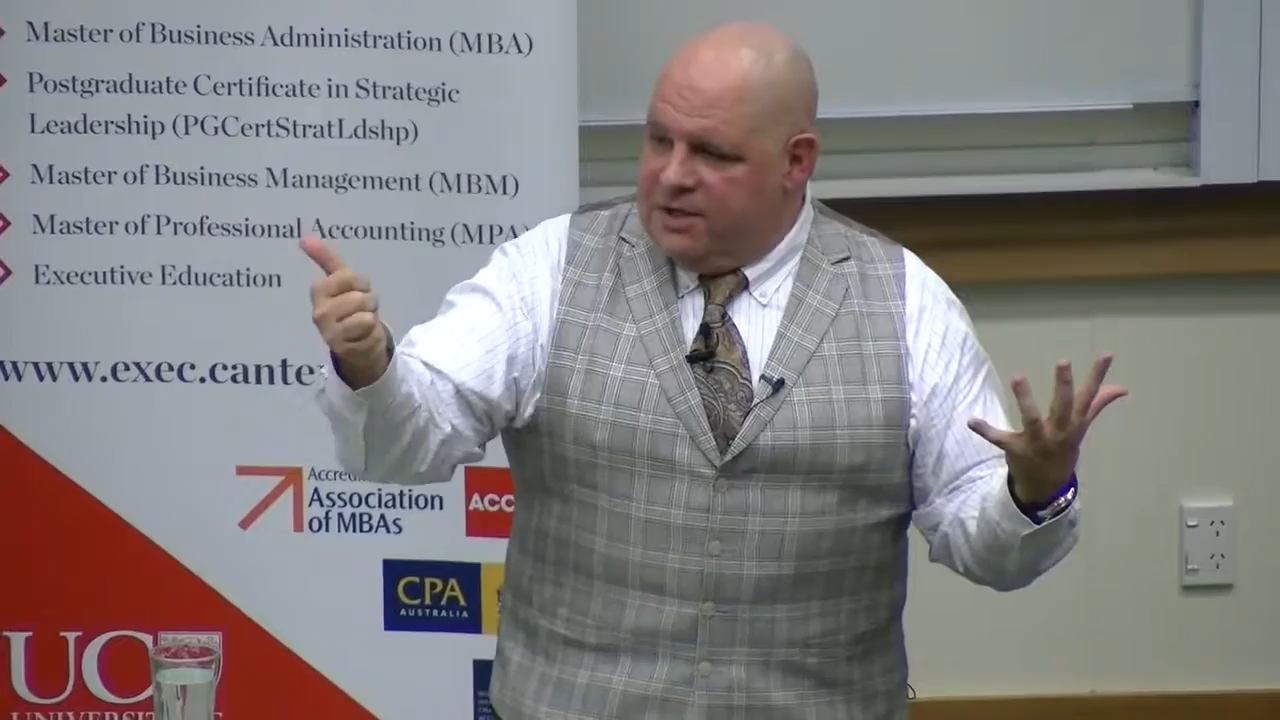 Master of Business Administration (MBA)
Postgraduate Certificate in Strategic
Leadership (PGCertStratLdshp)
Master of Business Management (MBM)
Master of Professional Accounting (MPA)
Executive Education
www.exec.cante
Association
of MBAs
ACC
CPA
AUSTRALIA
UC